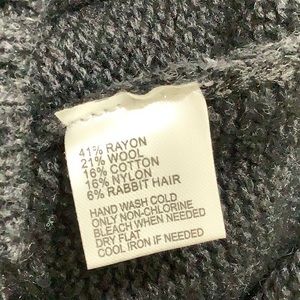 41% RAYON
21% WOOL
16% COTTON
16% NYLON
6% RABBIT HAIR
HAND WASH COLD
ONLY NON-CHLORINE
BLEACH WHEN NEEDED
DRY FLAT
COOL IRON IF NEEDED